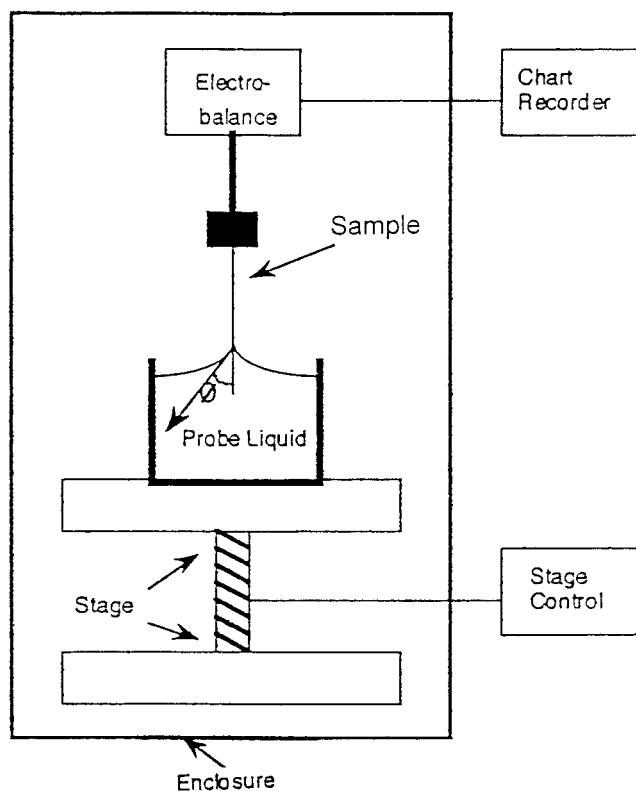 Electro-
balance
Chart
Recorder
Sample
Ø
Probe Liquid
Stage
Stage
Control
Enclosure